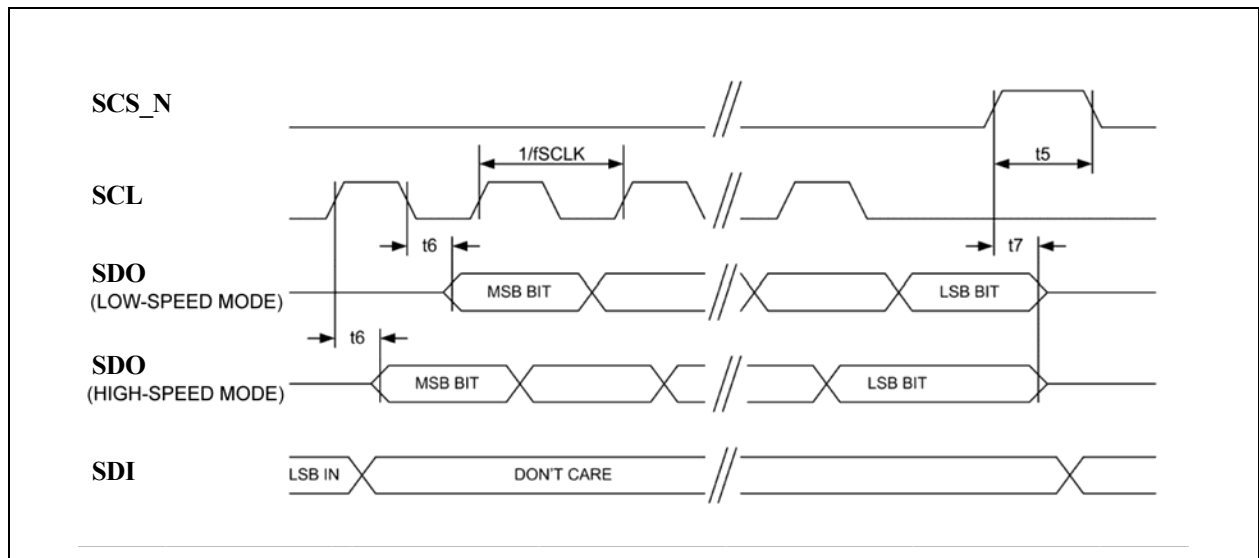 SCS_N
1/fSCLK
t5
SCL
t6
t7
SDO
(LOW-SPEED MODE)
MSB BIT
LSB BIT
t6
SDO
(HIGH-SPEED MODE)
MSB BIT
LSB BIT
SDI
LSB IN
DON'T CARE